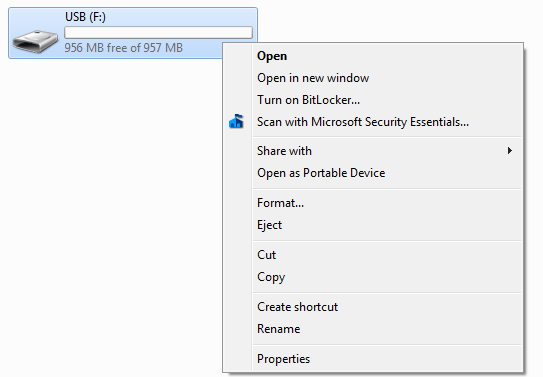 USB (F:)
956 MB free of 957 MB
Open
Open in new window
Turn on BitLocker...
Scan with Microsoft Security Essentials...
Share with
Open as Portable Device
Format...
Eject
Cut
Copy
Create shortcut
Rename
Properties